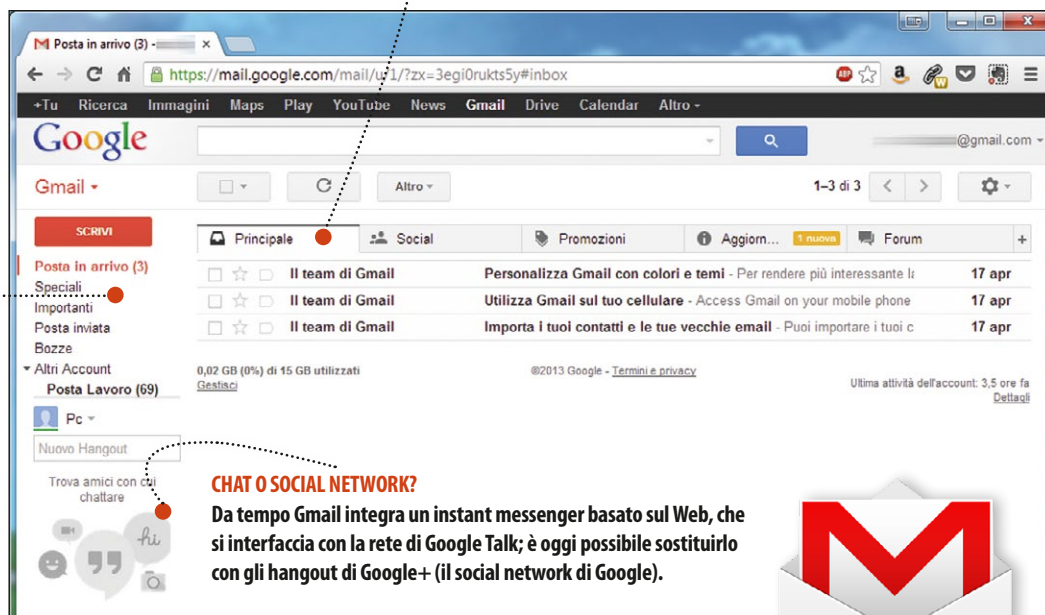 Posta in arrivo (3) -
https://mail.google.com/mail/u/1/?zx=3egi0rukts5y#inbox
+Tu Ricerca Immagini Maps Play YouTube News Gmail Drive Calendar Altro
Google
@gmail.com
Gmail
Altro
1–3 di 3
SCRIVI
Principale
Social
Promozioni
Aggiorn... 1 nuova
Forum
+
Posta in arrivo (3)
Speciali
Importanti
Posta inviata
Bozze
Altri Account
Posta Lavoro (69)
Il team di Gmail Personalizza Gmail con colori e temi - Per rendere più interessante la 17 apr
Il team di Gmail Utilizza Gmail sul tuo cellulare - Access Gmail on your mobile phone 17 apr
Il team di Gmail Importa i tuoi contatti e le tue vecchie email - Puoi importare i tuoi c 17 apr
0,02 GB (0%) di 15 GB utilizzati
Gestisci
©2013 Google - Termini e privacy
Ultima attività dell'account: 3,5 ore fa
Dettagli
Pc
Nuovo Hangout
Trova amici con cui
chattare
hi
CHAT O SOCIAL NETWORK?
Da tempo Gmail integra un instant messenger basato sul Web, che
si interfaccia con la rete di Google Talk; è oggi possibile sostituirlo
con gli hangout di Google+ (il social network di Google).